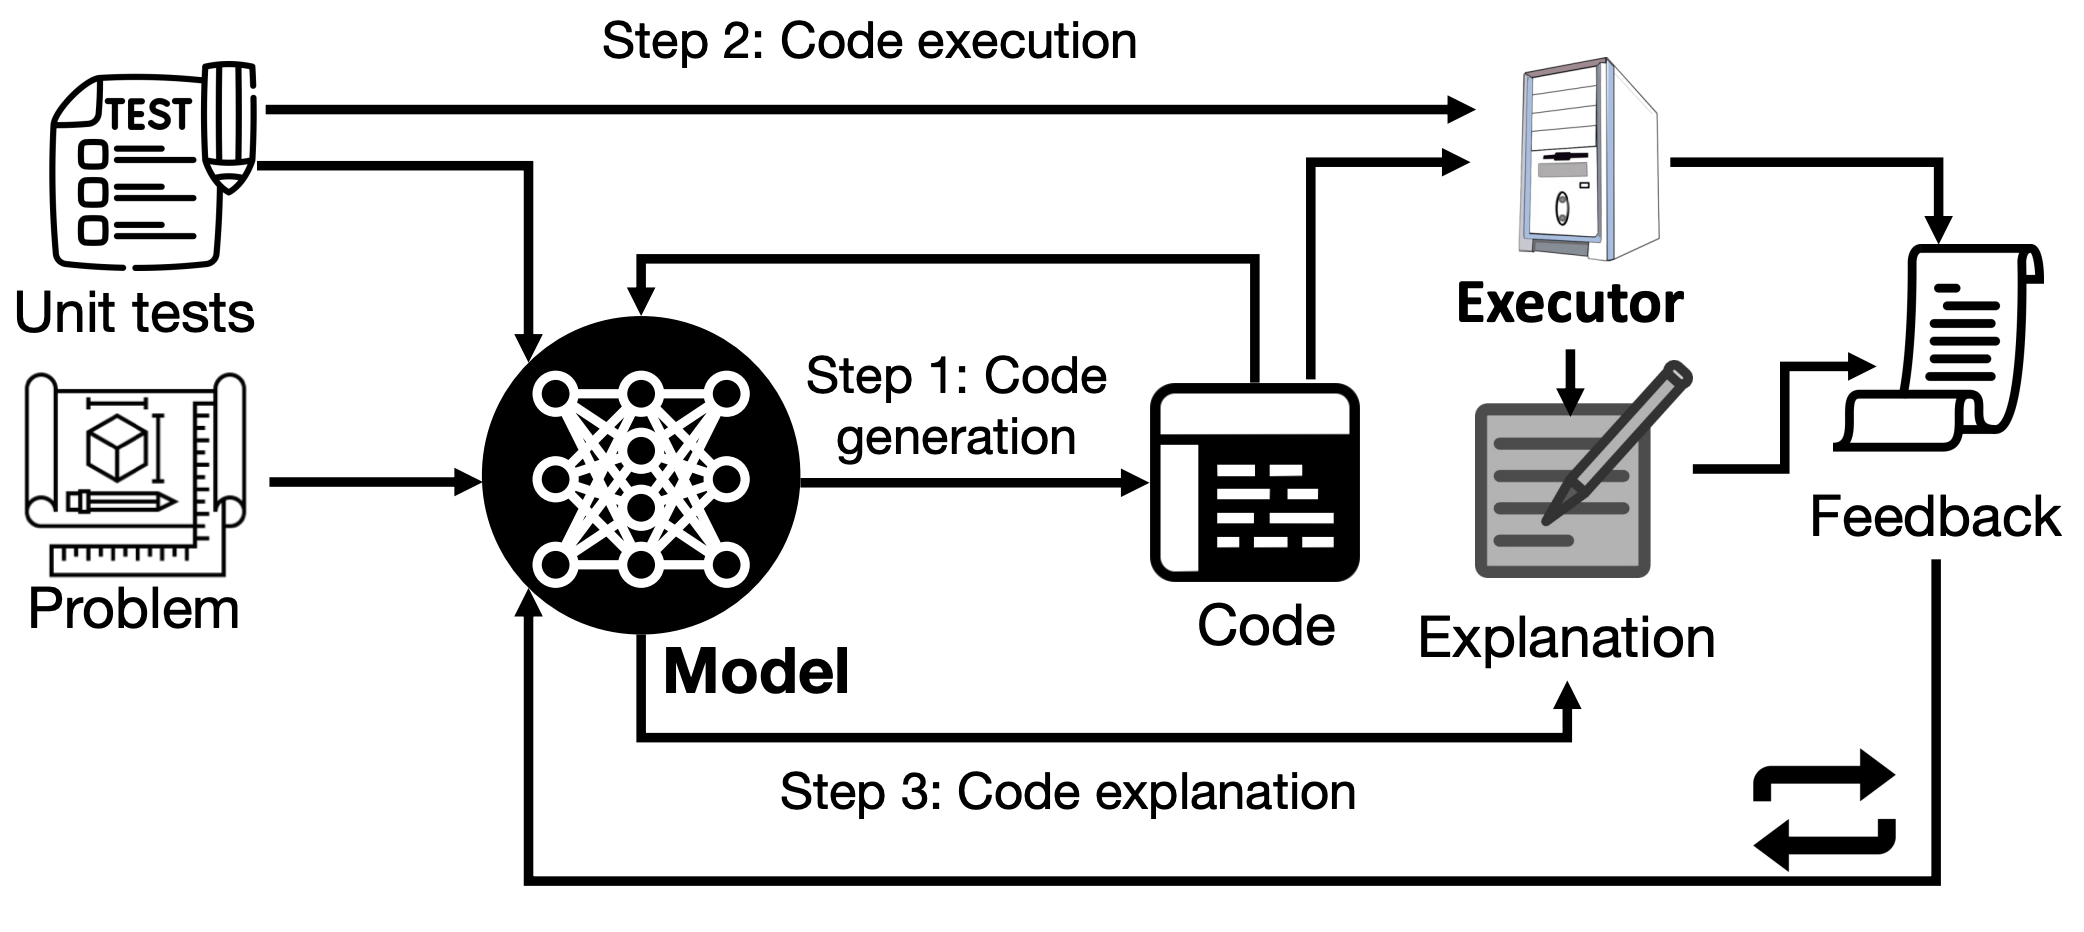 Step 2: Code execution
TEST
Unit tests
Executor
Step 1: Code
generation
Feedback
Problem
Code
Explanation
Model
Step 3: Code explanation